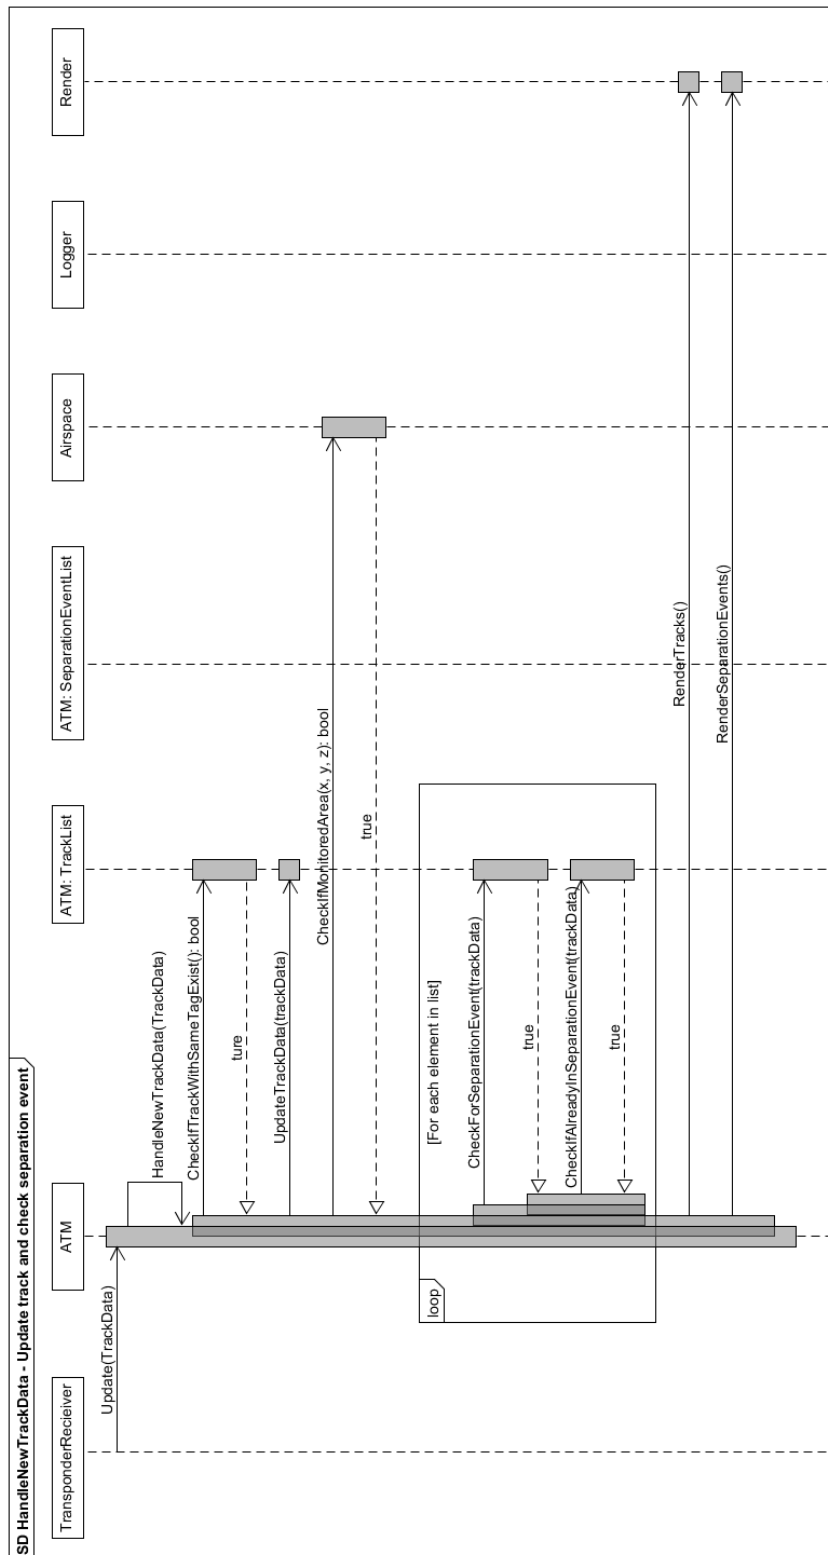 SD HandleNewTrackData - Update track and check separation event
TransponderRecieiver
ATM
ATM: TrackList
ATM: SeparationEventList
Airspace
Logger
Render
Update(TrackData)
HandleNewTrackData(TrackData)
CheckIfTrackWithSameTagExist(): bool
ture
UpdateTrackData(trackData)
CheckIfMonitoredArea(x, y, z): bool
true
loop
[For each element in list]
CheckForSeparationEvent(trackData)
true
CheckIfAlreadyInSeparationEvent(trackData)
true
RenderTracks()
RenderSeparationEvents()